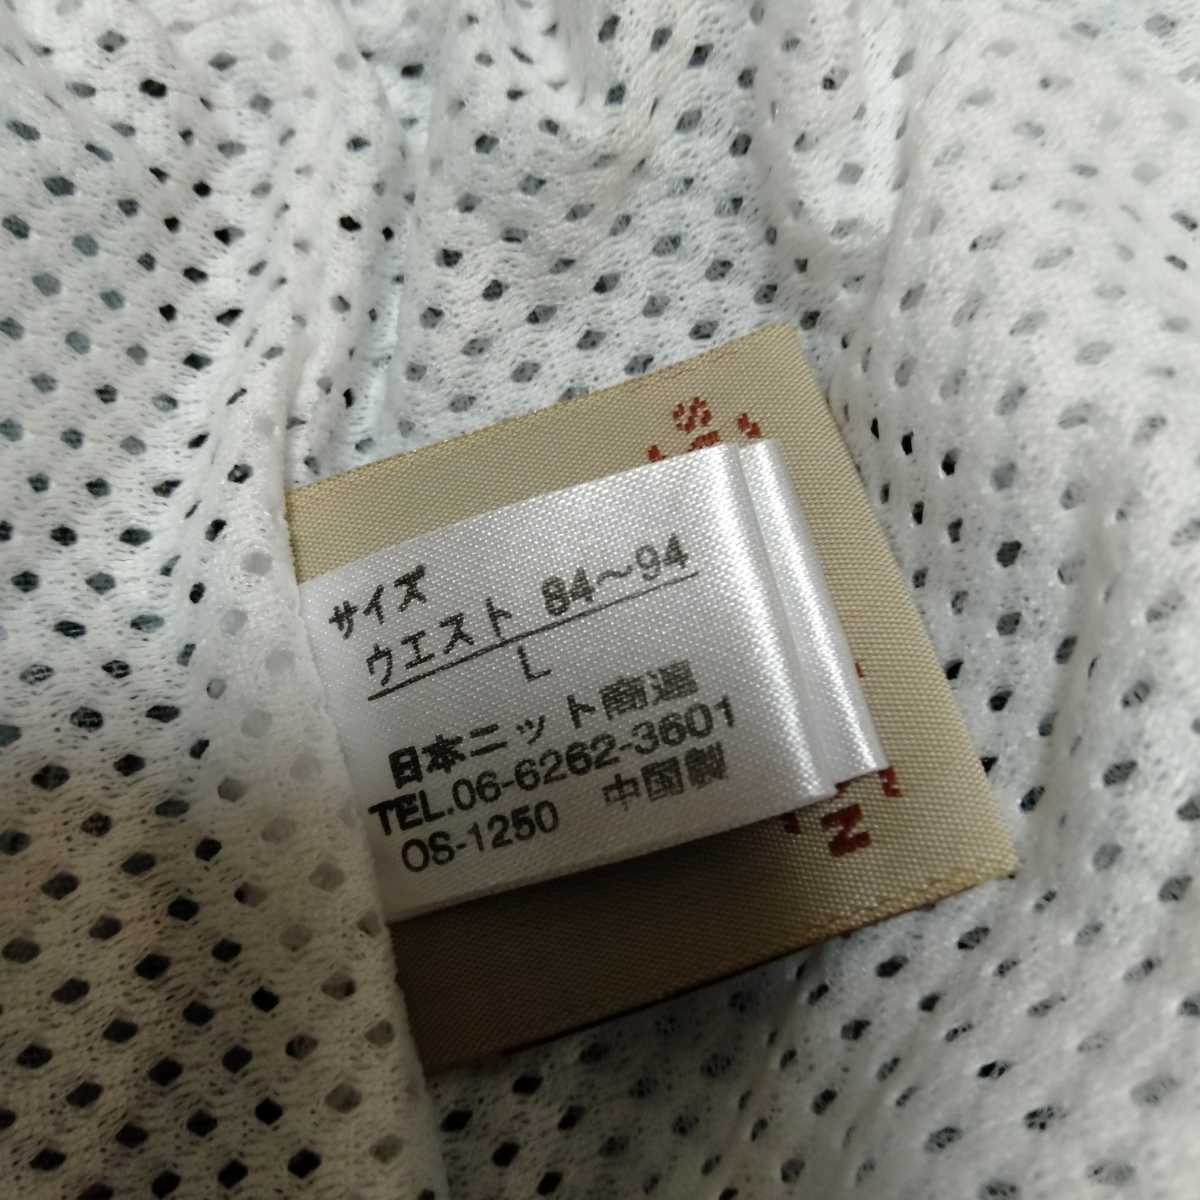 サイズ
ウエスト 84～94
L
日本ニット商通
TEL.06-6262-3601
OS-1250 中国製